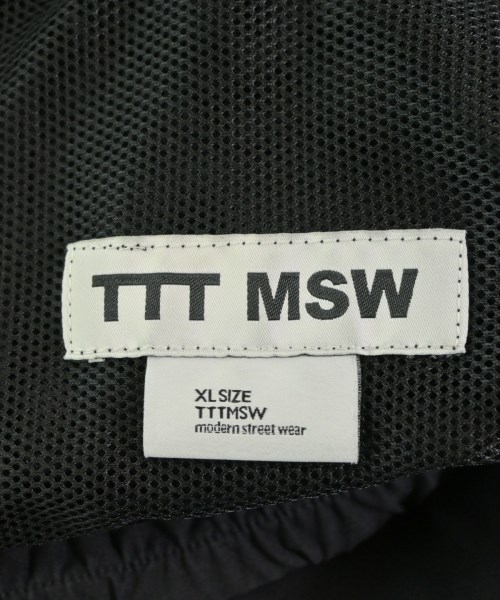 TTT MSW
XL SIZE
TTTMSW
modern street wear